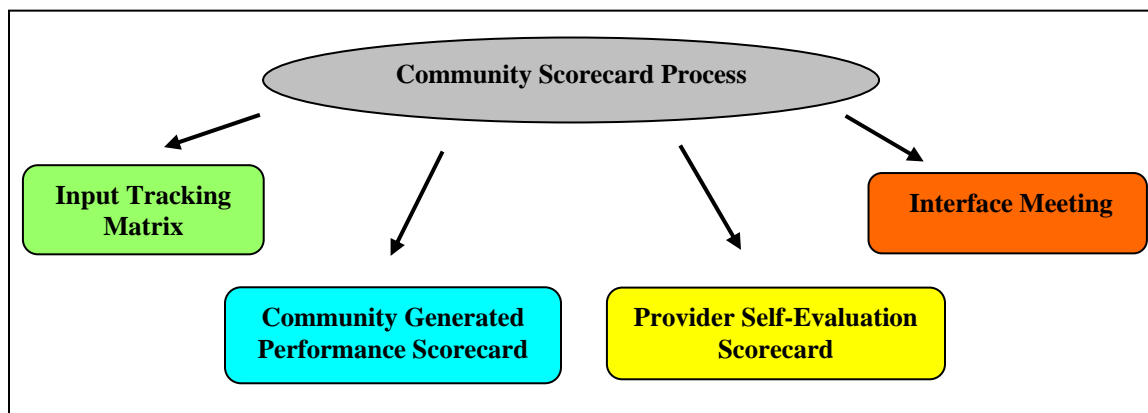 Community Scorecard Process
Input Tracking
Matrix
Interface Meeting
Community Generated
Performance Scorecard
Provider Self-Evaluation
Scorecard